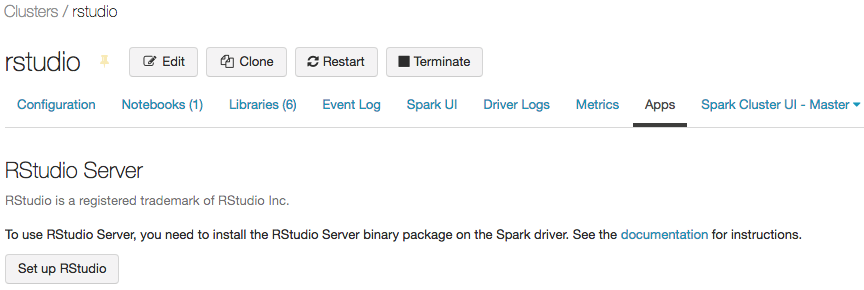 Clusters / rstudio
rstudio Edit Clone Restart Terminate
Configuration Notebooks (1) Libraries (6) Event Log Spark UI Driver Logs Metrics Apps Spark Cluster UI - Master
RStudio Server
RStudio is a registered trademark of RStudio Inc.
To use RStudio Server, you need to install the RStudio Server binary package on the Spark driver. See the documentation for instructions.
Set up RStudio